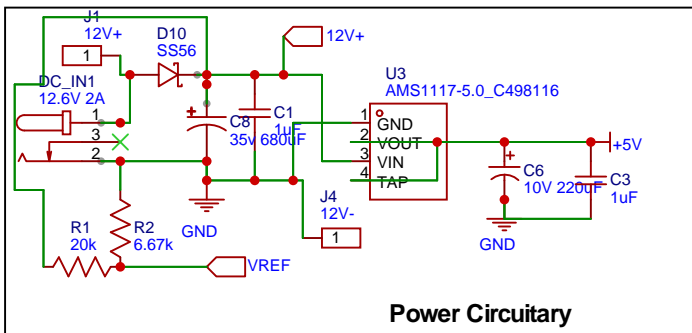 J1
12V+
1
D10
SS56
12V+
DC_IN1
12.6V 2A
1
3
2
C8
35v 680uF
C1
1uF
U3
AMS1117-5.0_C498116
1
GND
2
VOUT
3
VIN
4
TAP
+5V
C6
10V 220uF
C3
1uF
J4
12V-
1
GND
GND
R1
20k
R2
6.67k
VREF
Power Circuitary